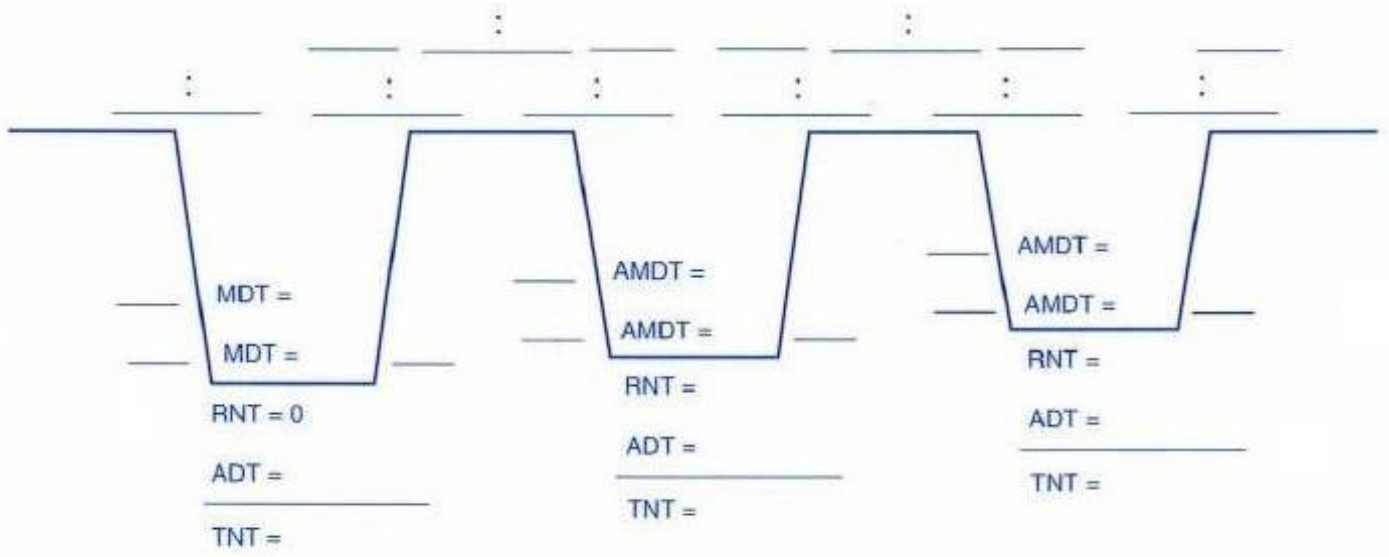 :
:
:
:
:
:
:
:
MDT =
MDT =
RNT = 0
ADT =
TNT =
AMDT =
AMDT =
RNT =
ADT =
TNT =
AMDT =
AMDT =
RNT =
ADT =
TNT =